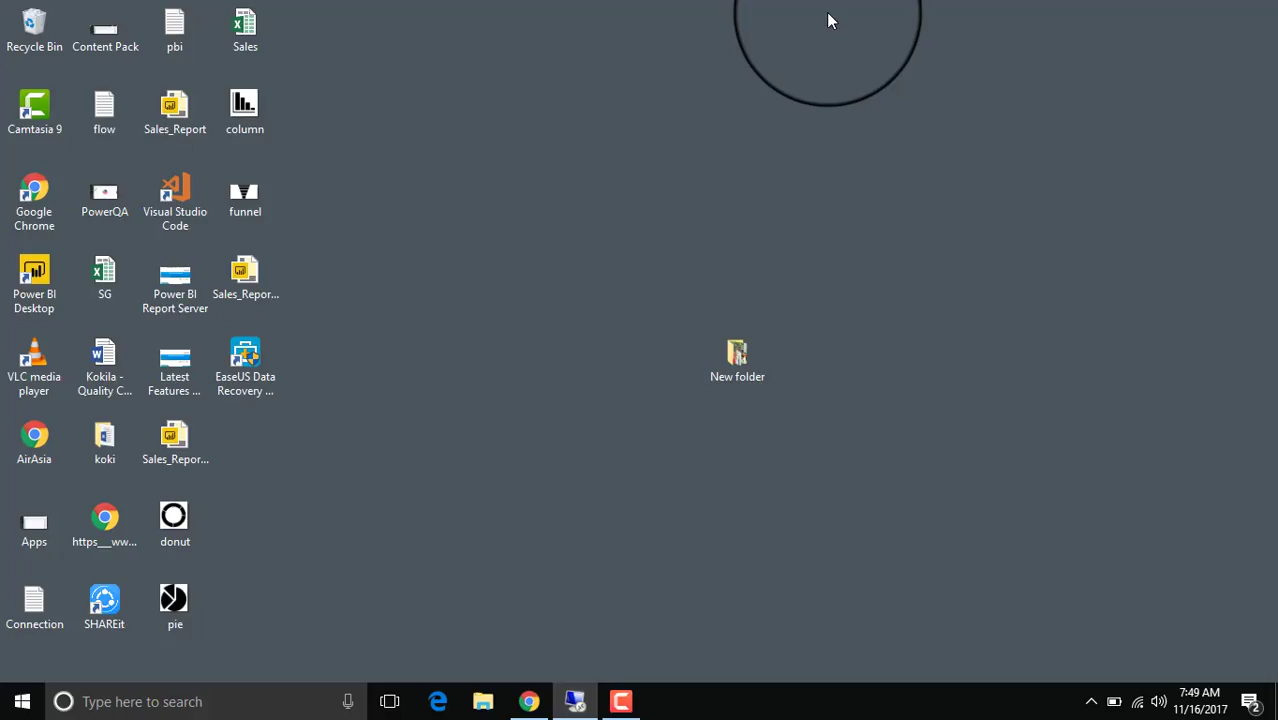 Recycle Bin
Content Pack
pbi
Sales
Camtasia 9
flow
Sales_Report
column
Google
Chrome
PowerQA
Visual Studio
Code
funnel
Power BI
Desktop
SG
Power BI
Report Server
Sales_Repor...
VLC media
player
Kokila -
Quality C...
Latest
Features ...
EaseUS Data
Recovery ...
New folder
AirAsia
koki
Sales_Repor...
Apps
https___ww...
donut
Connection
SHAREit
pie
Type here to search
7:49 AM
11/16/2017
2